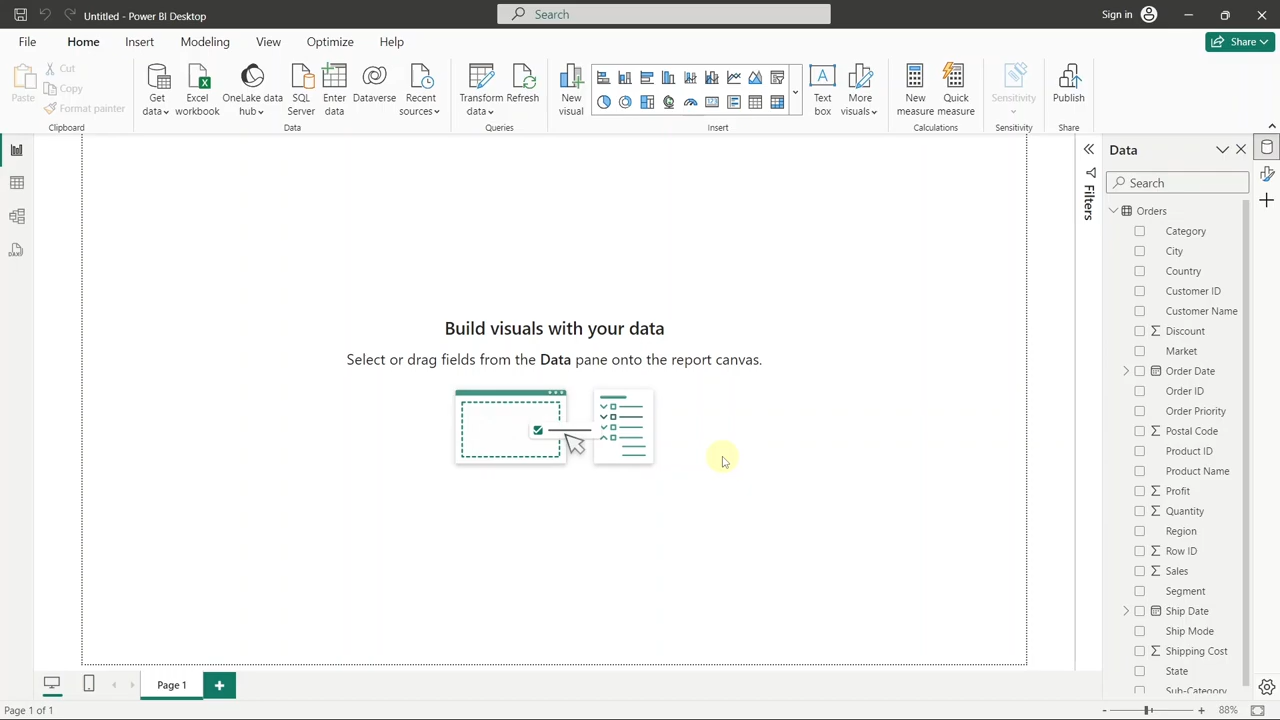 Untitled - Power BI Desktop
Search
Sign in
File
Home
Insert
Modeling
View
Optimize
Help
Share
Paste
Cut
Copy
Format painter
Clipboard
Get data
Excel workbook
OneLake data hub
SQL Server
Enter data
Dataverse
Recent sources
Data
Transform data
Refresh
Queries
New visual
Text box
More visuals
Insert
New measure
Quick measure
Calculations
Sensitivity
Sensitivity
Publish
Share
Build visuals with your data
Select or drag fields from the Data pane onto the report canvas.
Filters
Data
Search
Orders
Category
City
Country
Customer ID
Customer Name
Discount
Market
Order Date
Order ID
Order Priority
Postal Code
Product ID
Product Name
Profit
Quantity
Region
Row ID
Sales
Segment
Ship Date
Ship Mode
Shipping Cost
State
Sub-Category
Page 1
Page 1 of 1
88%